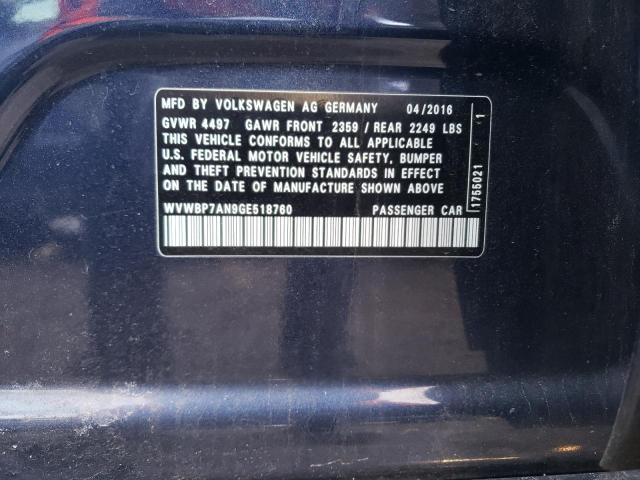 MFD BY VOLKSWAGEN AG GERMANY 04/2016
GVWR 4497 GAWR FRONT 2359 / REAR 2249 LBS
THIS VEHICLE CONFORMS TO ALL APPLICABLE
U.S. FEDERAL MOTOR VEHICLE SAFETY, BUMPER
AND THEFT PREVENTION STANDARDS IN EFFECT
ON THE DATE OF MANUFACTURE SHOWN ABOVE
WVWBP7AN9GE518760 PASSENGER CAR
1755021 1